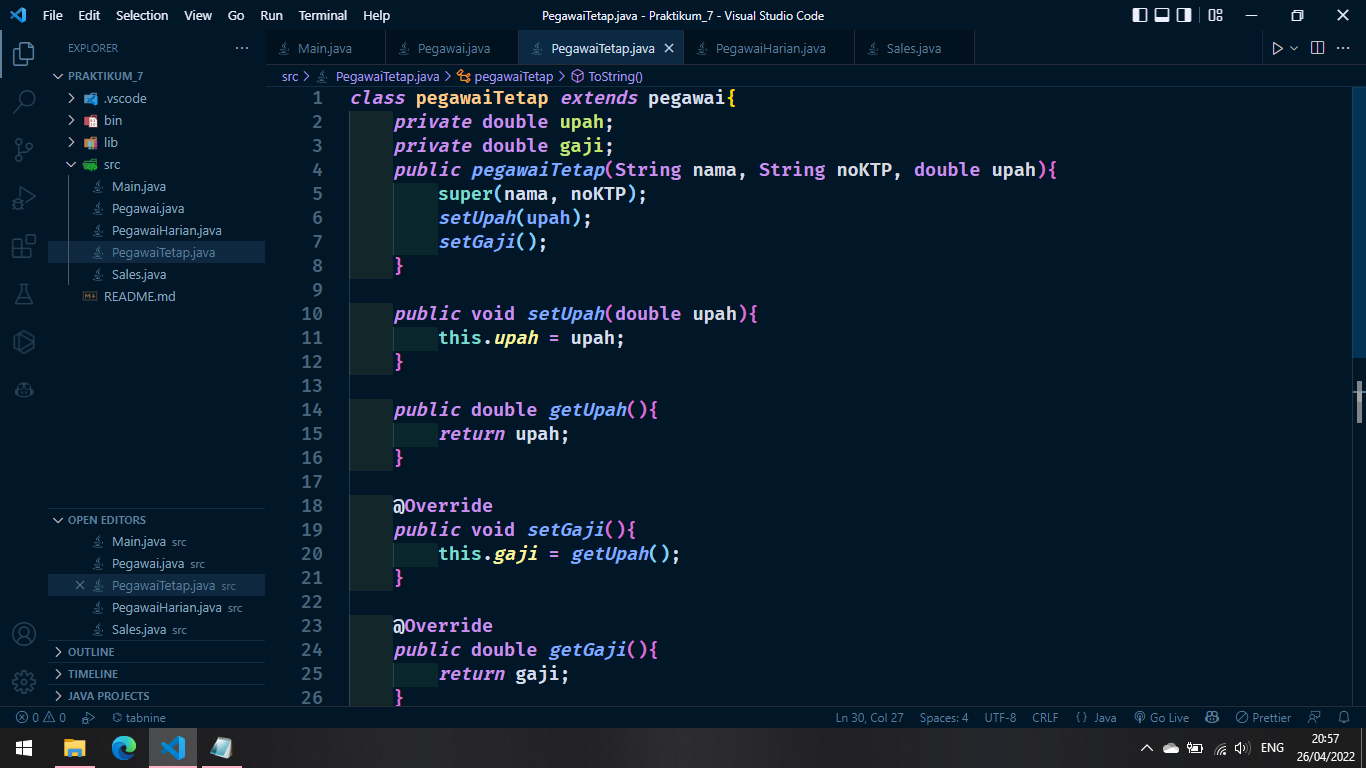 File Edit Selection View Go Run Terminal Help PegawaiTetap.java - Praktikum_7 - Visual Studio Code
EXPLORER
PRAKTIKUM_7
.vscode
bin
lib
src
Main.java
Pegawai.java
PegawaiHarian.java
PegawaiTetap.java
Sales.java
README.md
OPEN EDITORS
Main.java src
Pegawai.java src
PegawaiTetap.java src
PegawaiHarian.java src
Sales.java src
OUTLINE
TIMELINE
JAVA PROJECTS
Main.java Pegawai.java PegawaiTetap.java PegawaiHarian.java Sales.java
src > PegawaiTetap.java > pegawaiTetap > ToString()
1 class pegawaiTetap extends pegawai{
2 private double upah;
3 private double gaji;
4 public pegawaiTetap(String nama, String noKTP, double upah){
5 super(nama, noKTP);
6 setUpah(upah);
7 setGaji();
8 }
9
10 public void setUpah(double upah){
11 this.upah = upah;
12 }
13
14 public double getUpah(){
15 return upah;
16 }
17
18 @Override
19 public void setGaji(){
20 this.gaji = getUpah();
21 }
22
23 @Override
24 public double getGaji(){
25 return gaji;
26 }
0 0 tabnine Ln 30, Col 27 Spaces: 4 UTF-8 CRLF {} Java Go Live Prettier
ENG 20:57
26/04/2022